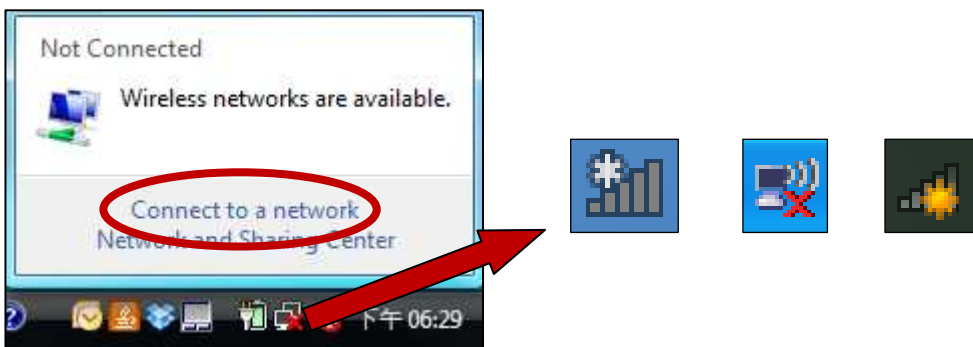 Not Connected
Wireless networks are available.
Connect to a network
Network and Sharing Center
下午 06:29